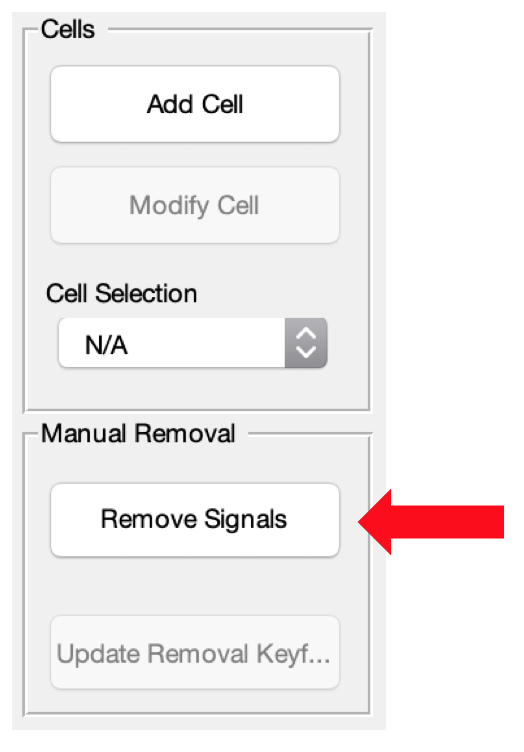 Cells
Add Cell
Modify Cell
Cell Selection
N/A
Manual Removal
Remove Signals
Update Removal Keyf...